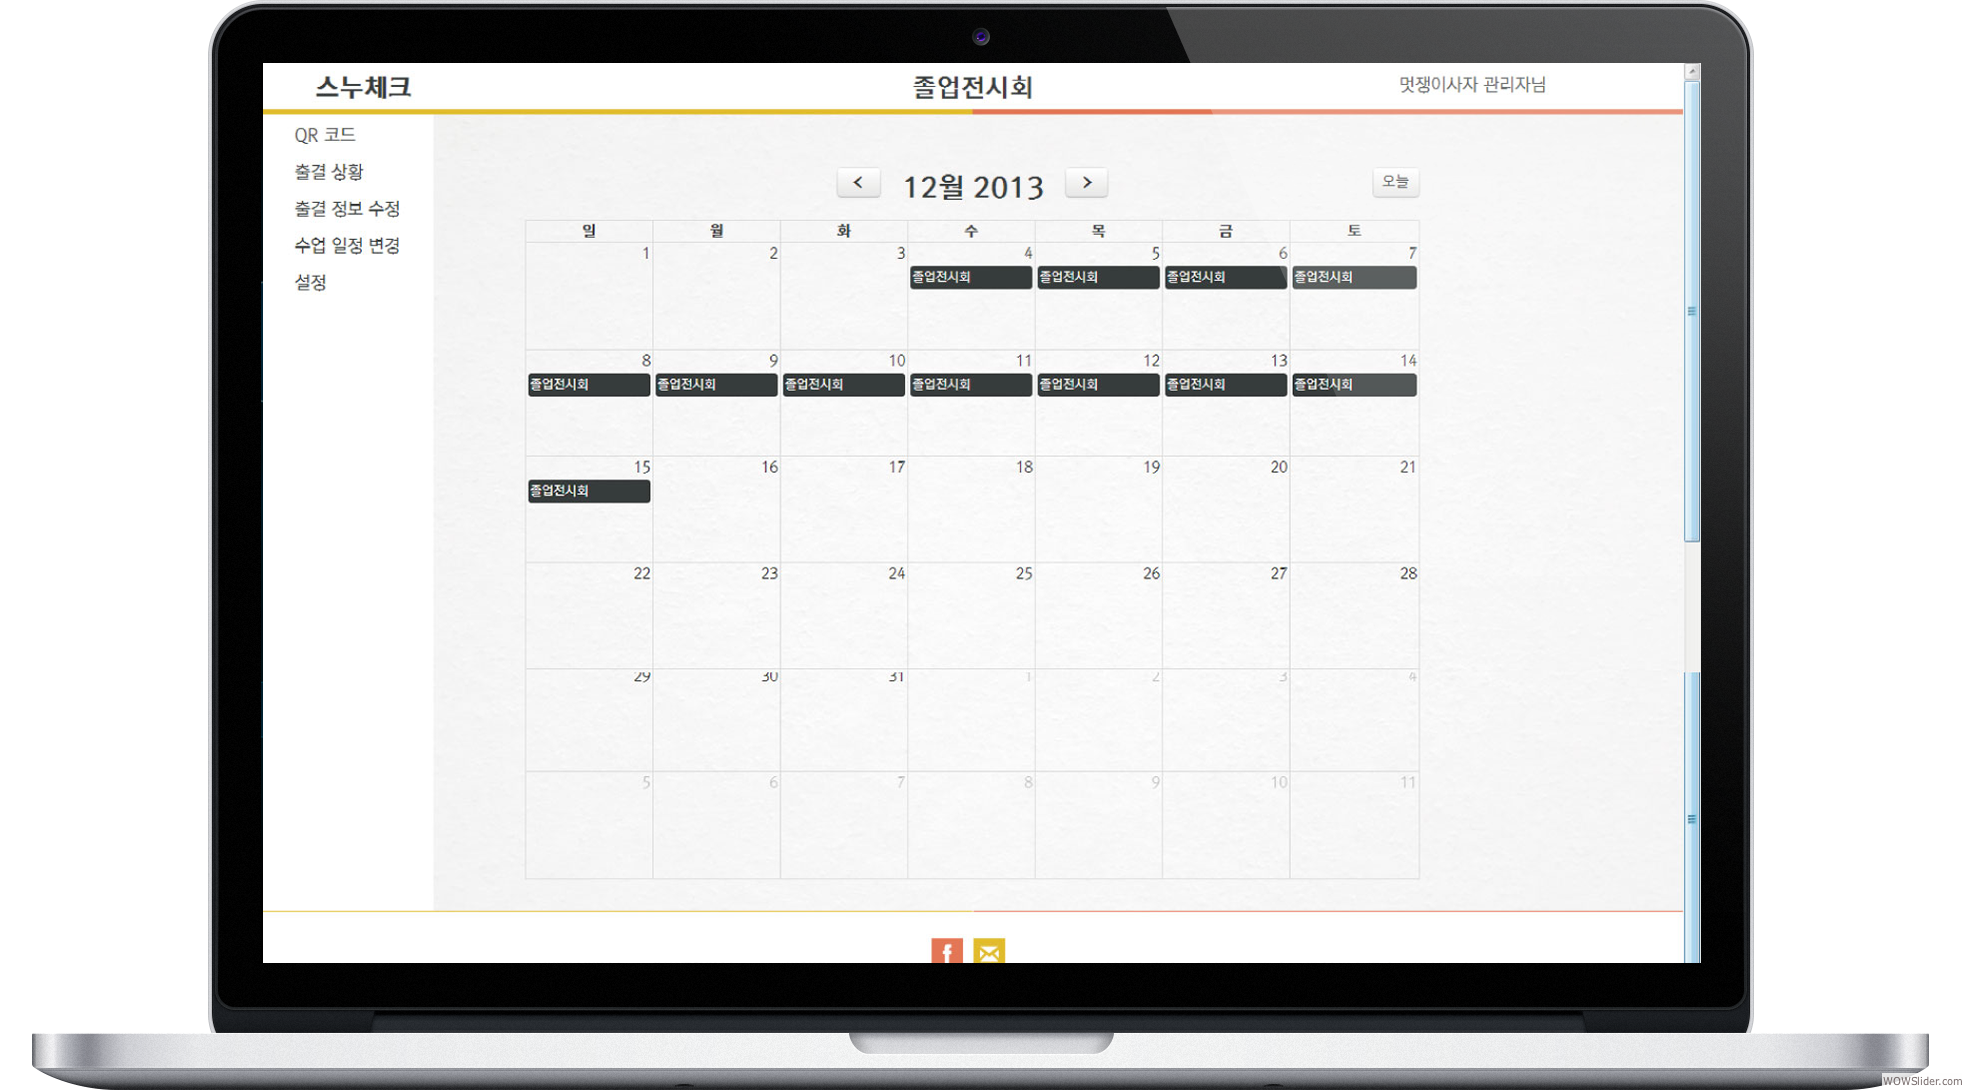 스누체크
졸업전시회
멋쟁이사자 관리자님
QR 코드
출결 상황
출결 정보 수정
수업 일정 변경
설정
12월 2013
오늘
일 월 화 수 목 금 토
1 2 3 4 5 6 7
졸업전시회 졸업전시회 졸업전시회 졸업전시회
8 9 10 11 12 13 14
졸업전시회 졸업전시회 졸업전시회 졸업전시회 졸업전시회 졸업전시회 졸업전시회
15 16 17 18 19 20 21
졸업전시회
22 23 24 25 26 27 28
29 30 31 1 2 3 4
5 6 7 8 9 10 11
WOWSlider.com